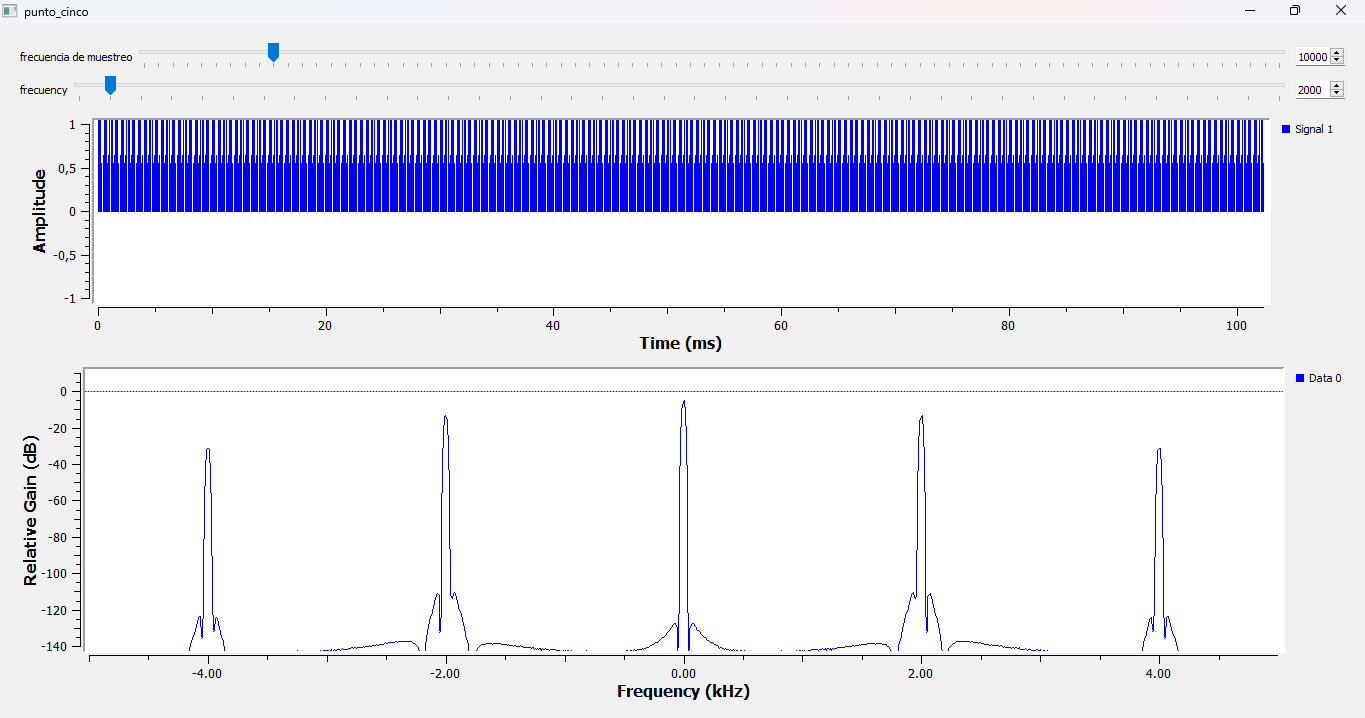 punto_cinco
frecuencia de muestreo
10000
frecuency
2000
1
0,5
0
-0,5
-1
Amplitude
Signal 1
0
20
40
60
80
100
Time (ms)
0
-20
-40
-60
-80
-100
-120
-140
Relative Gain (dB)
Data 0
-4.00
-2.00
0.00
2.00
4.00
Frequency (kHz)